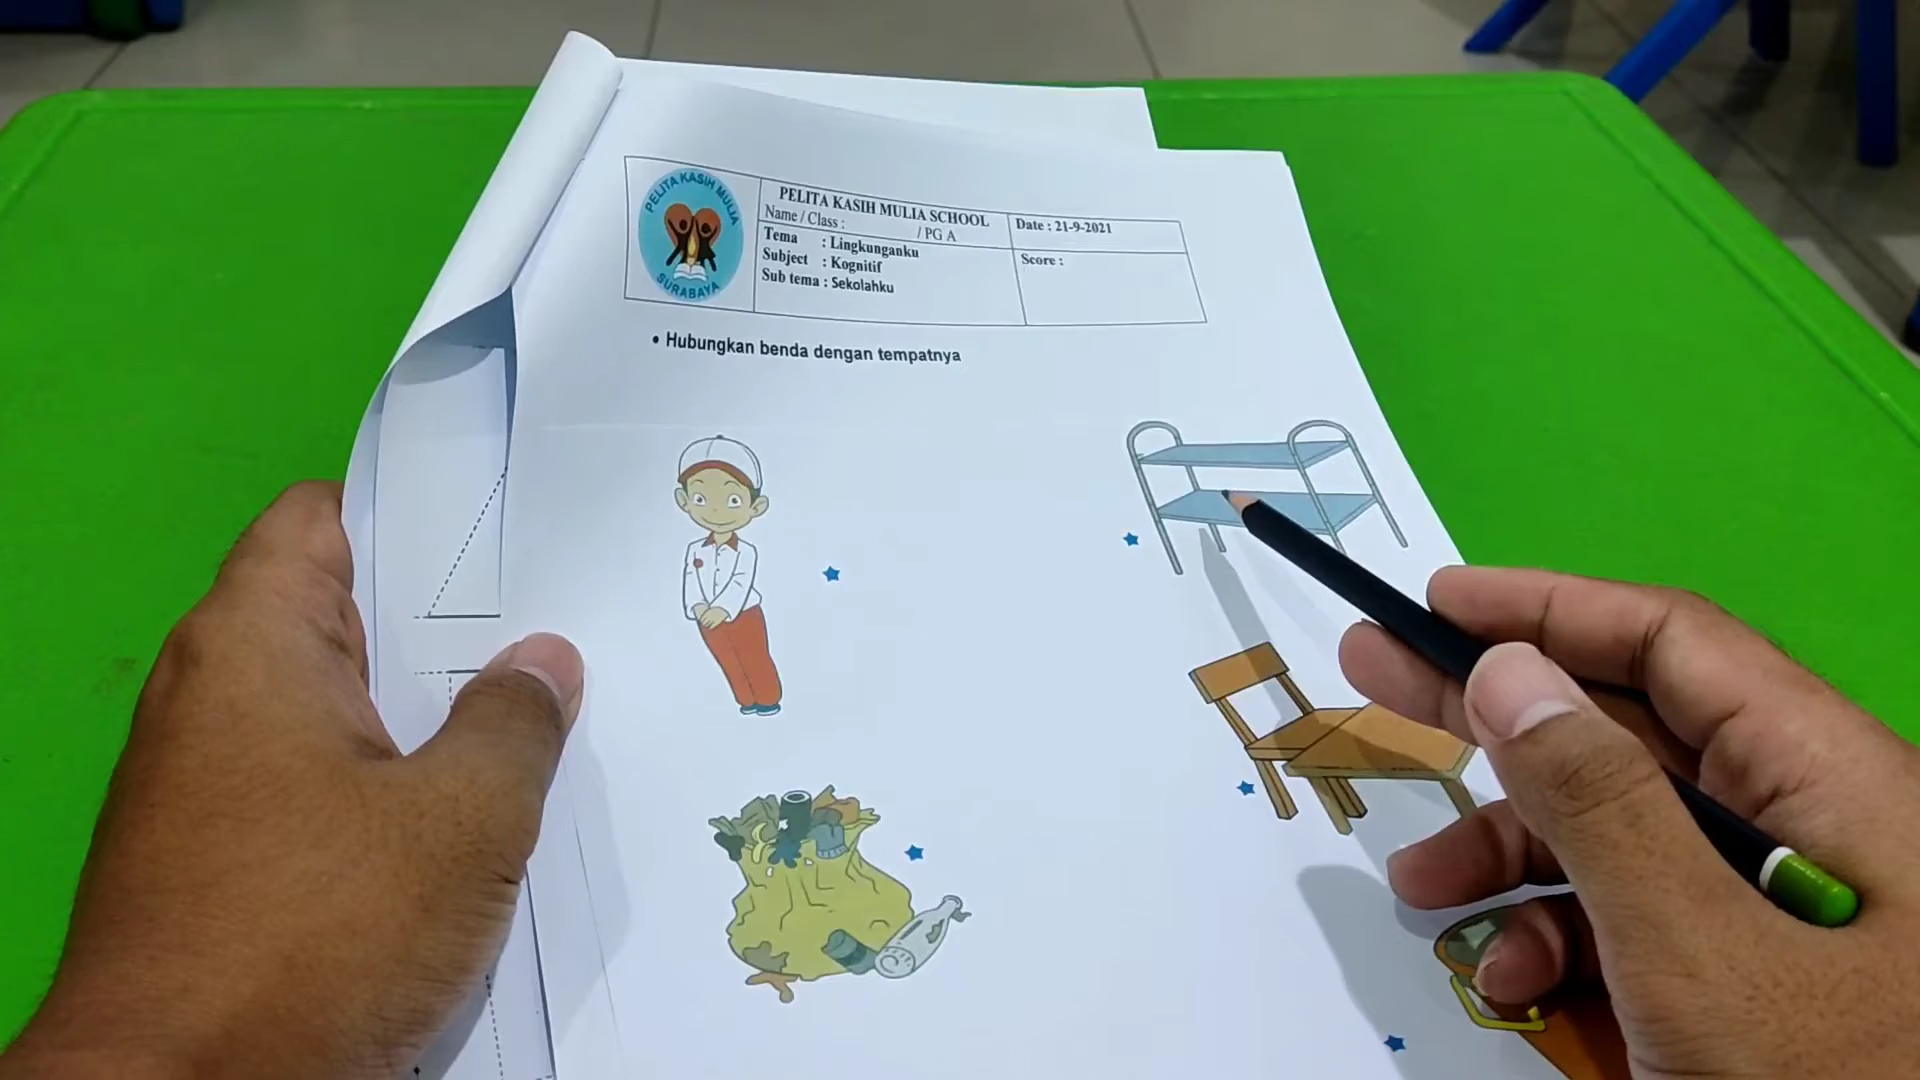 PELITA KASIH MULIA
SURABAYA
PELITA KASIH MULIA SCHOOL
Name / Class : / PG A
Date : 21-9-2021
Tema : Lingkunganku
Subject : Kognitif
Sub tema : Sekolahku
Score :
• Hubungkan benda dengan tempatnya